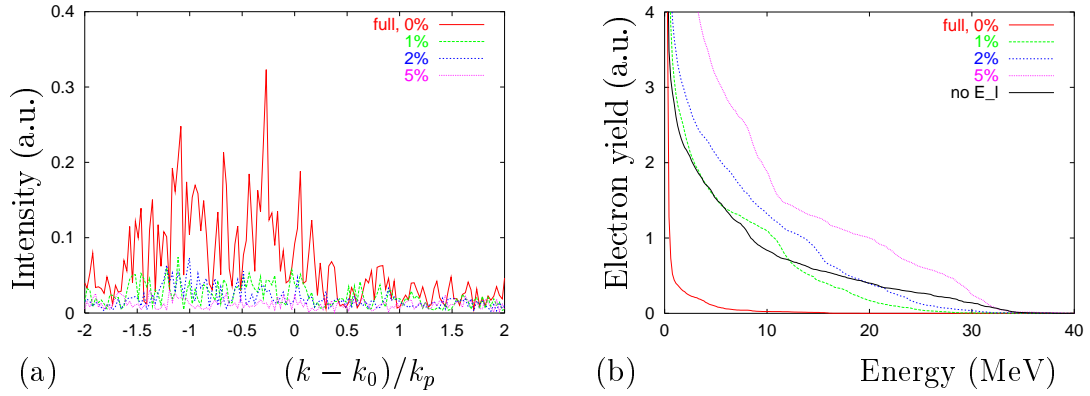 0.4
0.3
0.2
0.1
0
Intensity (a.u.)
full, 0%
1%
2%
5%
-2 -1.5 -1 -0.5 0 0.5 1 1.5 2
(a)
(k − k₀)/kₚ
4
3
2
1
0
Electron yield (a.u.)
full, 0%
1%
2%
5%
no E_l
0 10 20 30 40
(b)
Energy (MeV)